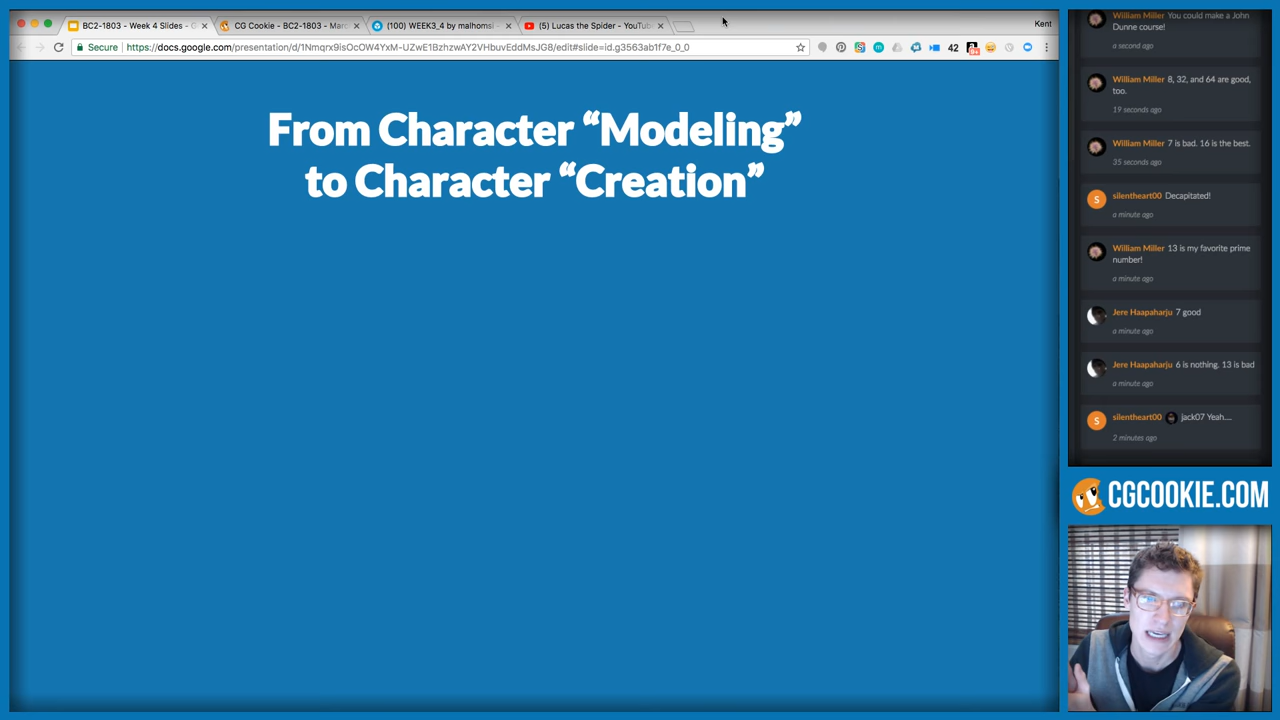 BC2-1803 - Week 4 Slides - G
CG Cookie - BC2-1803 - Marc
(100) WEEK3_4 by malhomsi
(5) Lucas the Spider - YouTub
Kent
Secure
https://docs.google.com/presentation/d/1Nmqrx9isOcOW4YxM-UZwE1BzhzwAY2VHbuvEddMsJG8/edit#slide=id.g3563ab1f7e_0_0
42
From Character “Modeling”
to Character “Creation”
William Miller You could make a John
Dunne course!
a second ago
William Miller 8, 32, and 64 are good,
too.
19 seconds ago
William Miller 7 is bad. 16 is the best.
35 seconds ago
S
silentheart00 Decapitated!
a minute ago
William Miller 13 is my favorite prime
number!
a minute ago
Jere Haapaharju 7 good
a minute ago
Jere Haapaharju 6 is nothing. 13 is bad
a minute ago
S
silentheart00 jack07 Yeah....
2 minutes ago
CGCOOKIE.COM